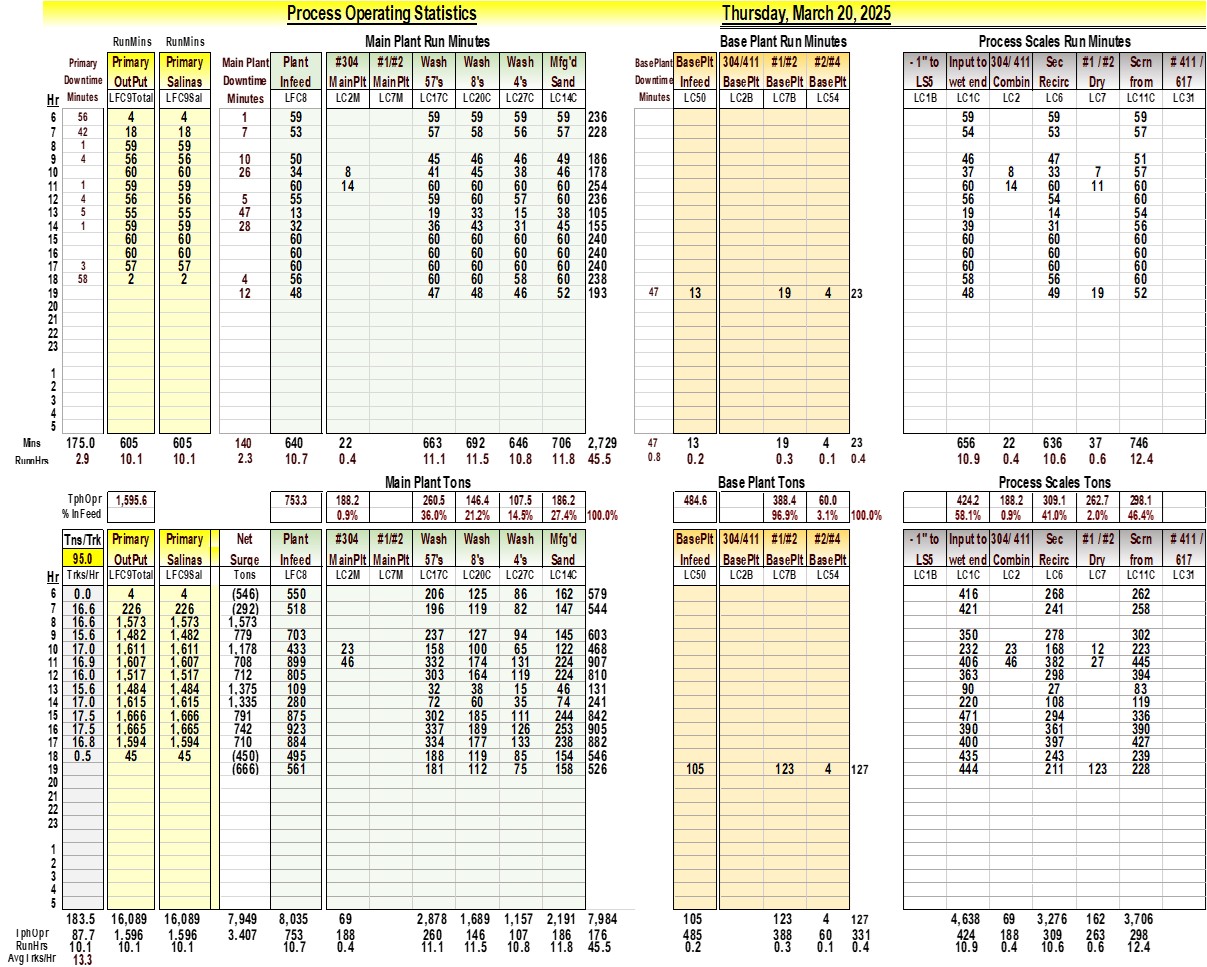 Process Operating Statistics Thursday, March 20, 2025
RunMins RunMins Main Plant Run Minutes Base Plant Run Minutes Process Scales Run Minutes
Primary Primary Primary Main Plant Plant #304 #1/#2 Wash Wash Wash Mfg'd BasePlant BasePlt 304/411 #1/#2 #2/#4 - 1" to Input to 304/ 411 Sec #1 / #2 Scrn # 411 /
Downtime OutPut Salinas Downtime Infeed MainPlt MainPlt 57's 8's 4's Sand Downtime Infeed BasePlt BasePlt BasePlt LS5 wet end Combin Recirc Dry from 617
Hr Minutes LFC9Total LFC9Sal Minutes LFC8 LC2M LC7M LC17C LC20C LC27C LC14C Minutes LC50 LC2B LC7B LC54 LC1B LC1C LC2 LC6 LC7 LC11C LC31
6 56 4 4 1 59 59 59 59 59 236 59 59 59
7 42 18 18 7 53 57 58 56 57 228 54 53 57
8 1 59 59
9 4 56 56 10 50 45 46 46 49 186 46 47 51
10 60 60 26 34 8 41 45 38 46 178 37 8 33 7 57
11 1 59 59 60 14 60 60 60 60 254 60 14 60 11 60
12 4 56 56 5 55 59 60 57 60 236 56 54 60
13 5 55 55 47 13 19 33 15 38 105 19 14 54
14 1 59 59 28 32 36 43 31 45 155 39 31 56
15 60 60 60 60 60 60 60 240 60 60 60
16 60 60 60 60 60 60 60 240 60 60 60
17 3 57 57 60 60 60 60 60 240 60 60 60
18 58 2 2 4 56 60 60 58 60 238 58 56 60
19 12 48 47 48 46 52 193 47 13 19 4 23 48 49 19 52
20
21
22
23
1
2
3
4
5
Mins 175.0 605 605 140 640 22 663 692 646 706 2,729 47 13 19 4 23 656 22 636 37 746
RunnHrs 2.9 10.1 10.1 2.3 10.7 0.4 11.1 11.5 10.8 11.8 45.5 0.8 0.2 0.3 0.1 0.4 10.9 0.4 10.6 0.6 12.4
Main Plant Tons Base Plant Tons Process Scales Tons
TphOpr 1,595.6 753.3 188.2 260.5 146.4 107.5 186.2 484.6 388.4 60.0 424.2 188.2 309.1 262.7 298.1
% InFeed 0.9% 36.0% 21.2% 14.5% 27.4% 100.0% 96.9% 3.1% 100.0% 58.1% 0.9% 41.0% 2.0% 46.4%
Tns/Trk Primary Primary Net Plant #304 #1/#2 Wash Wash Wash Mfg'd BasePlt 304/411 #1/#2 #2/#4 - 1" to Input to 304/ 411 Sec #1 / #2 Scrn # 411 /
95.0 OutPut Salinas Surge Infeed MainPlt MainPlt 57's 8's 4's Sand Infeed BasePlt BasePlt BasePlt LS5 wet end Combin Recirc Dry from 617
Hr Trks/Hr LFC9Total LFC9Sal Tons LFC8 LC2M LC7M LC17C LC20C LC27C LC14C LC50 LC2B LC7B LC54 LC1B LC1C LC2 LC6 LC7 LC11C LC31
6 0.0 4 4 (546) 550 206 125 86 162 579 416 268 262
7 16.6 226 226 (292) 518 196 119 82 147 544 421 241 258
8 16.6 1,573 1,573 1,573
9 15.6 1,482 1,482 779 703 237 127 94 145 603 350 278 302
10 17.0 1,611 1,611 1,178 433 23 158 100 65 122 468 232 23 168 12 223
11 16.9 1,607 1,607 708 899 46 332 174 131 224 907 406 46 382 27 445
12 16.0 1,517 1,517 712 805 303 164 119 224 810 363 298 394
13 15.6 1,484 1,484 1,375 109 32 38 15 46 131 90 27 83
14 17.0 1,615 1,615 1,335 280 72 60 35 74 241 220 108 119
15 17.5 1,666 1,666 791 875 302 185 111 244 842 471 294 336
16 17.5 1,665 1,665 742 923 337 189 126 253 905 390 361 390
17 16.8 1,594 1,594 710 884 334 177 133 238 882 400 397 427
18 0.5 45 45 (450) 495 188 119 85 154 546 435 243 239
19 (666) 561 181 112 75 158 526 105 123 4 127 444 211 123 228
20
21
22
23
1
2
3
4
5
183.5 16,089 16,089 7,949 8,035 69 2,878 1,689 1,157 2,191 7,984 105 123 4 127 4,638 69 3,276 162 3,706
TphOpr 87.7 1,596 1,596 3.407 753 188 260 146 107 186 176 485 388 60 331 424 188 309 263 298
RunHrs 10.1 10.1 10.1 10.7 0.4 11.1 11.5 10.8 11.8 45.5 0.2 0.3 0.1 0.4 10.9 0.4 10.6 0.6 12.4
Avg Trks/Hr 13.3